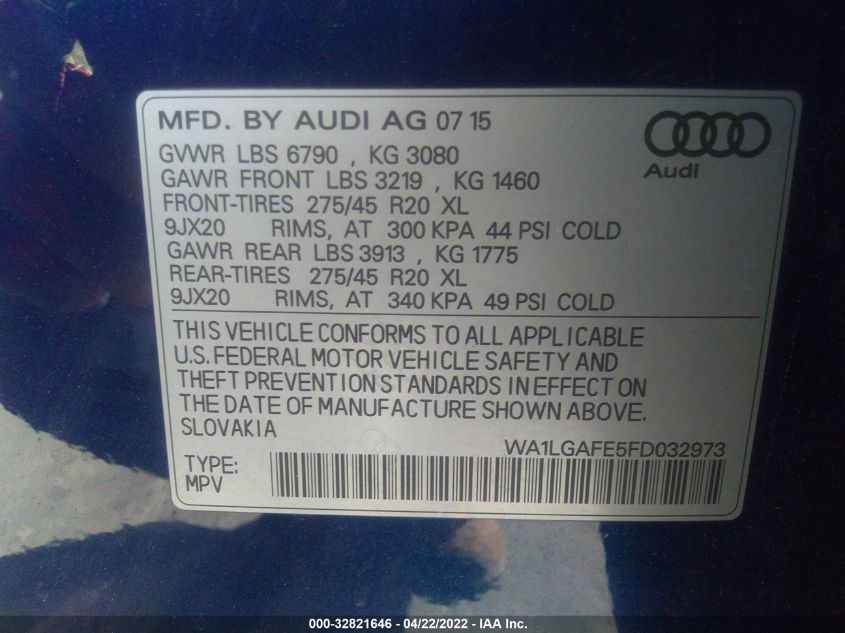 MFD. BY AUDI AG 07 15
Audi
GVWR LBS 6790 , KG 3080
GAWR FRONT LBS 3219 , KG 1460
FRONT-TIRES 275/45 R20 XL
9JX20 RIMS, AT 300 KPA 44 PSI COLD
GAWR REAR LBS 3913 , KG 1775
REAR-TIRES 275/45 R20 XL
9JX20 RIMS, AT 340 KPA 49 PSI COLD
THIS VEHICLE CONFORMS TO ALL APPLICABLE
U.S. FEDERAL MOTOR VEHICLE SAFETY AND
THEFT PREVENTION STANDARDS IN EFFECT ON
THE DATE OF MANUFACTURE SHOWN ABOVE.
SLOVAKIA
WA1LGAFE5FD032973
TYPE:
MPV
000-32821646 - 04/22/2022 - IAA Inc.